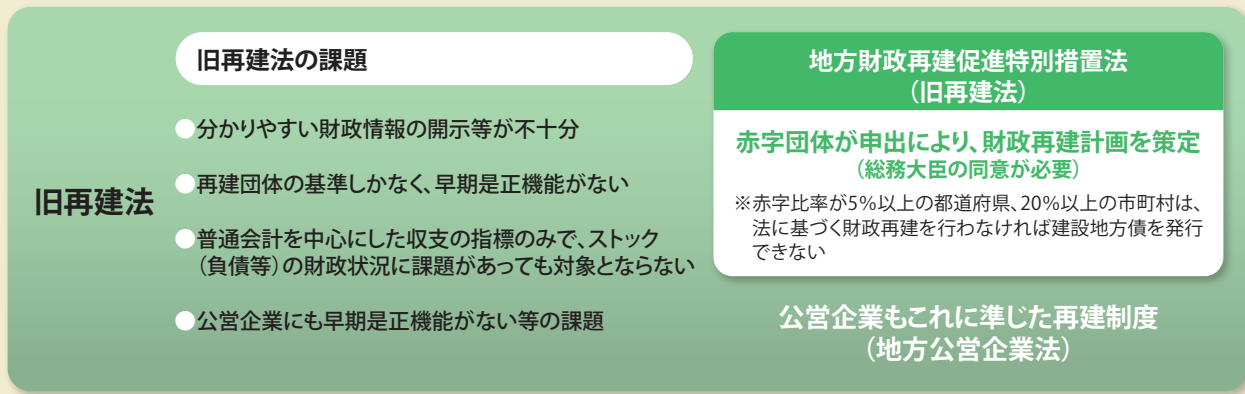 旧再建法
旧再建法の課題
●分かりやすい財政情報の開示等が不十分
●再建団体の基準しかなく、早期是正機能がない
●普通会計を中心にした収支の指標のみで、ストック
（負債等）の財政状況に課題があっても対象とならない
●公営企業にも早期是正機能がない等の課題
地方財政再建促進特別措置法
（旧再建法）
赤字団体が申出により、財政再建計画を策定
（総務大臣の同意が必要）
※赤字比率が5%以上の都道府県、20%以上の市町村は、
法に基づく財政再建を行わなければ建設地方債を発行
できない
公営企業もこれに準じた再建制度
（地方公営企業法）